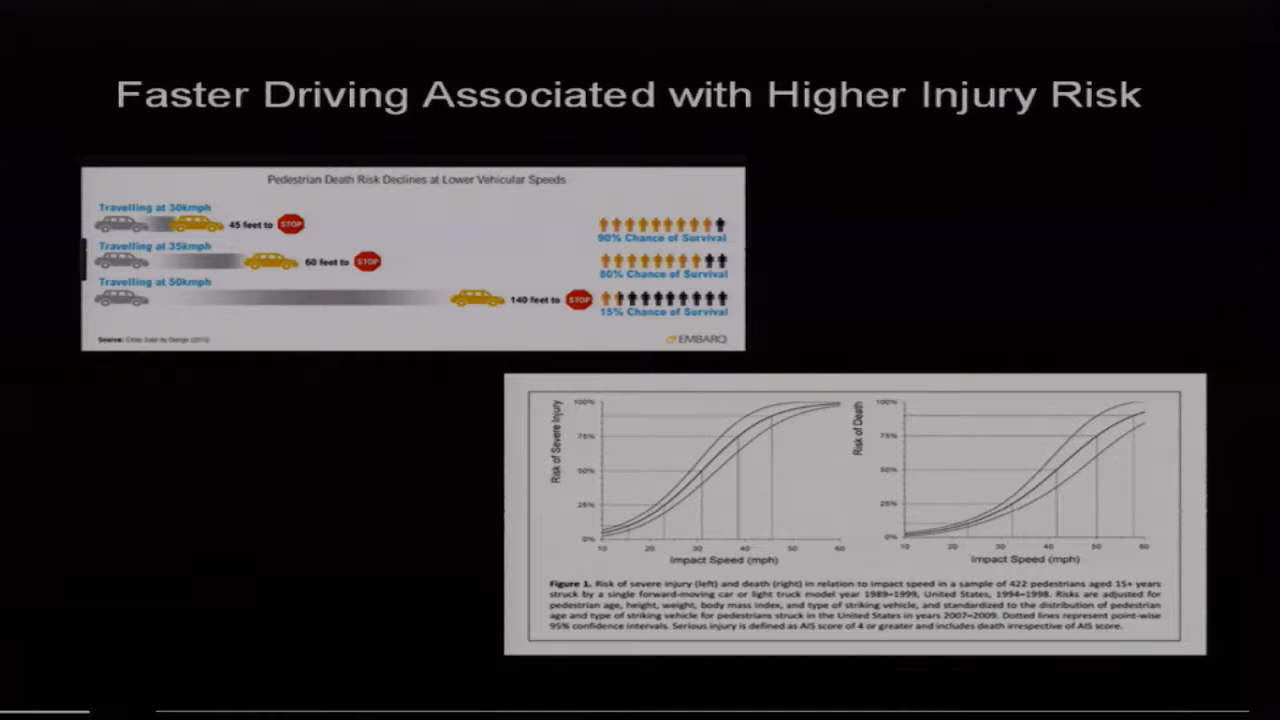 Faster Driving Associated with Higher Injury Risk
Pedestrian Death Risk Declines at Lower Vehicular Speeds
Travelling at 30kmph
45 feet to STOP
90% Chance of Survival
Travelling at 35kmph
60 feet to STOP
80% Chance of Survival
Travelling at 50kmph
140 feet to STOP
15% Chance of Survival
Source: Cities Safer by Design (2015)
EMBARQ
Risk of Severe Injury
100%
75%
50%
25%
0%
10 20 30 40 50 60
Impact Speed (mph)
Risk of Death
100%
75%
50%
25%
0%
10 20 30 40 50 60
Impact Speed (mph)
Figure 1. Risk of severe injury (left) and death (right) in relation to impact speed in a sample of 422 pedestrians aged 15+ years
struck by a single forward-moving car or light truck model year 1989–1999, United States, 1994–1998. Risks are adjusted for
pedestrian age, height, weight, body mass index, and type of striking vehicle, and standardized to the distribution of pedestrian
age and type of striking vehicle for pedestrians struck in the United States in years 2007–2009. Dotted lines represent point-wise
95% confidence intervals. Serious injury is defined as AIS score of 4 or greater and includes death irrespective of AIS score.